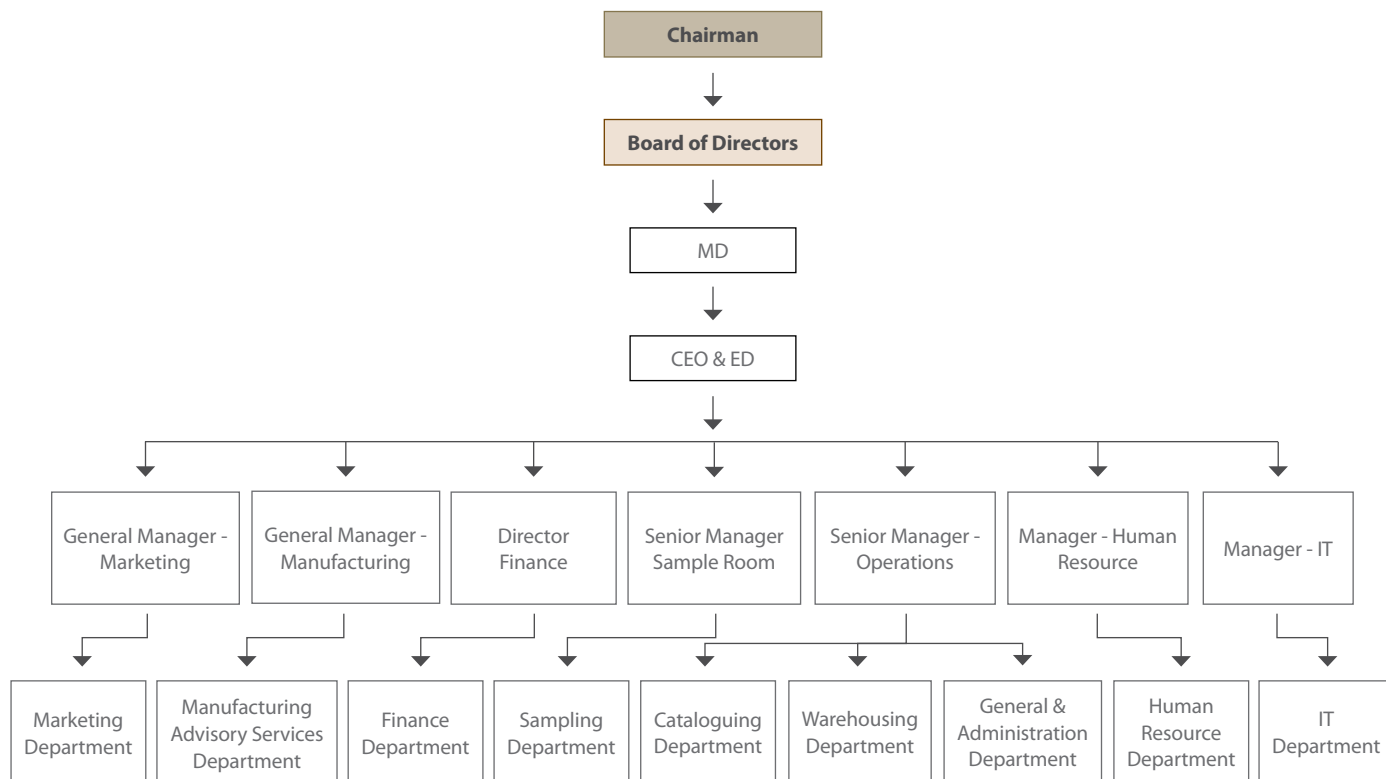 Chairman
Board of Directors
MD
CEO & ED
General Manager -
Marketing
General Manager -
Manufacturing
Director
Finance
Senior Manager
Sample Room
Senior Manager -
Operations
Manager - Human
Resource
Manager - IT
Marketing
Department
Manufacturing
Advisory Services
Department
Finance
Department
Sampling
Department
Cataloguing
Department
Warehousing
Department
General &
Administration
Department
Human
Resource
Department
IT
Department